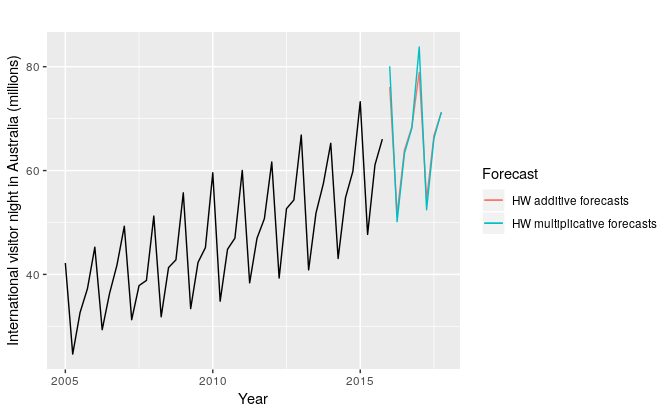 International visitor night in Australia (millions)
80
60
40
2005
2010
2015
Year
Forecast
HW additive forecasts
HW multiplicative forecasts